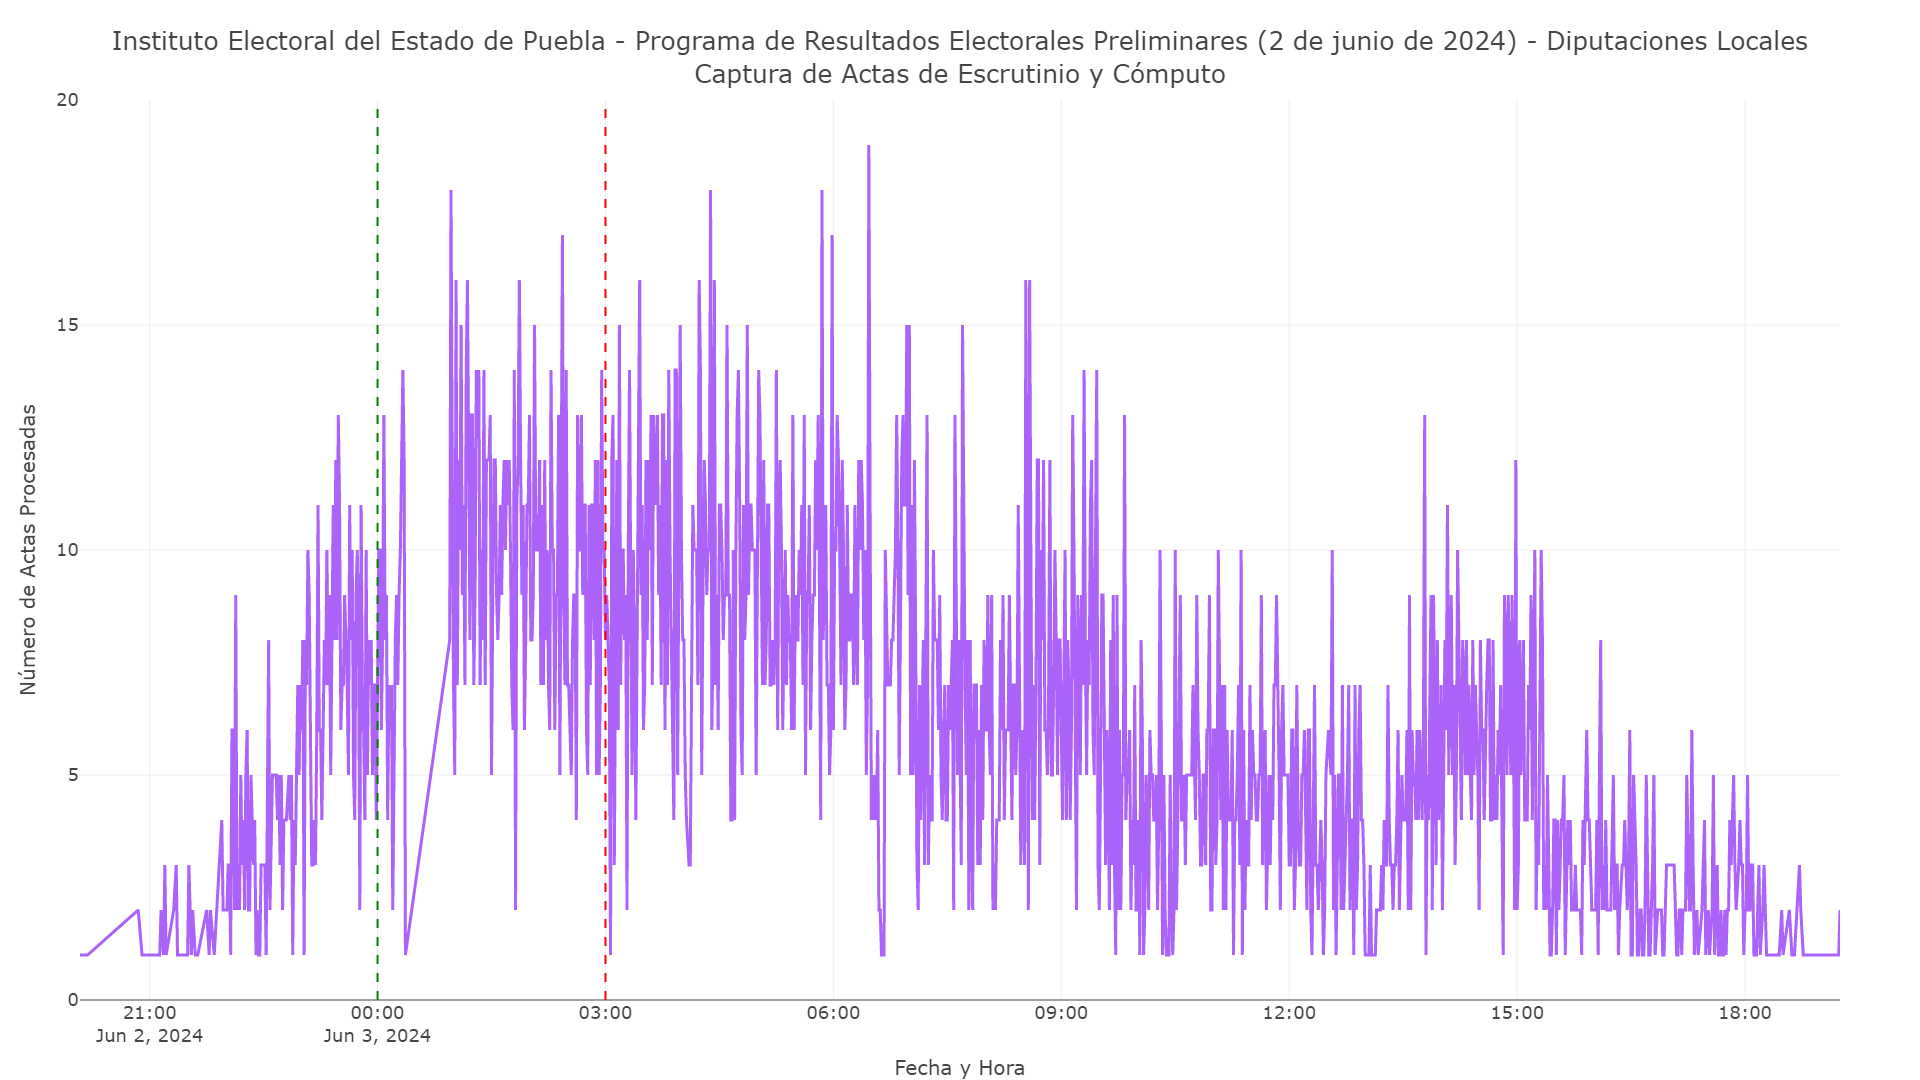 Instituto Electoral del Estado de Puebla - Programa de Resultados Electorales Preliminares (2 de junio de 2024) - Diputaciones Locales
Captura de Actas de Escrutinio y Cómputo
20
15
10
5
0
Número de Actas Procesadas
21:00
00:00
03:00
06:00
09:00
12:00
15:00
18:00
Jun 2, 2024
Jun 3, 2024
Fecha y Hora